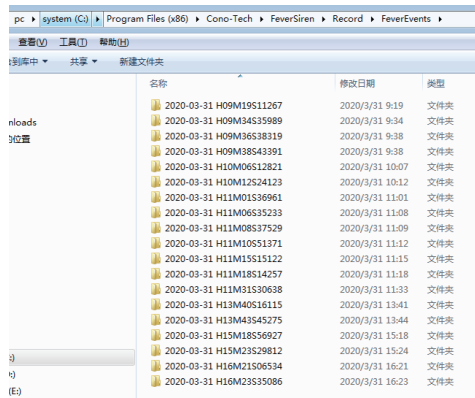 pc ▸ system (C:) ▸ Program Files (x86) ▸ Cono-Tech ▸ FeverSiren ▸ Record ▸ FeverEvents ▸
查看(V) 工具(T) 帮助(H)
到库中 ▼ 共享 ▼ 新建文件夹
名称 修改日期 类型
2020-03-31 H09M19S11267 2020/3/31 9:19 文件夹
2020-03-31 H09M34S35989 2020/3/31 9:34 文件夹
2020-03-31 H09M36S38319 2020/3/31 9:38 文件夹
2020-03-31 H09M38S43391 2020/3/31 9:38 文件夹
2020-03-31 H10M06S12821 2020/3/31 10:07 文件夹
2020-03-31 H10M12S24123 2020/3/31 10:12 文件夹
2020-03-31 H11M01S36961 2020/3/31 11:01 文件夹
2020-03-31 H11M06S35233 2020/3/31 11:08 文件夹
2020-03-31 H11M08S37529 2020/3/31 11:09 文件夹
2020-03-31 H11M10S51371 2020/3/31 11:12 文件夹
2020-03-31 H11M15S15122 2020/3/31 11:15 文件夹
2020-03-31 H11M18S14257 2020/3/31 11:18 文件夹
2020-03-31 H11M31S30638 2020/3/31 11:33 文件夹
2020-03-31 H13M40S16115 2020/3/31 13:41 文件夹
2020-03-31 H13M43S45275 2020/3/31 13:44 文件夹
2020-03-31 H15M18S56927 2020/3/31 15:18 文件夹
2020-03-31 H15M23S29812 2020/3/31 15:24 文件夹
2020-03-31 H16M21S06534 2020/3/31 16:21 文件夹
2020-03-31 H16M23S35086 2020/3/31 16:23 文件夹
nloads
的位置
:)
):)
(E:)